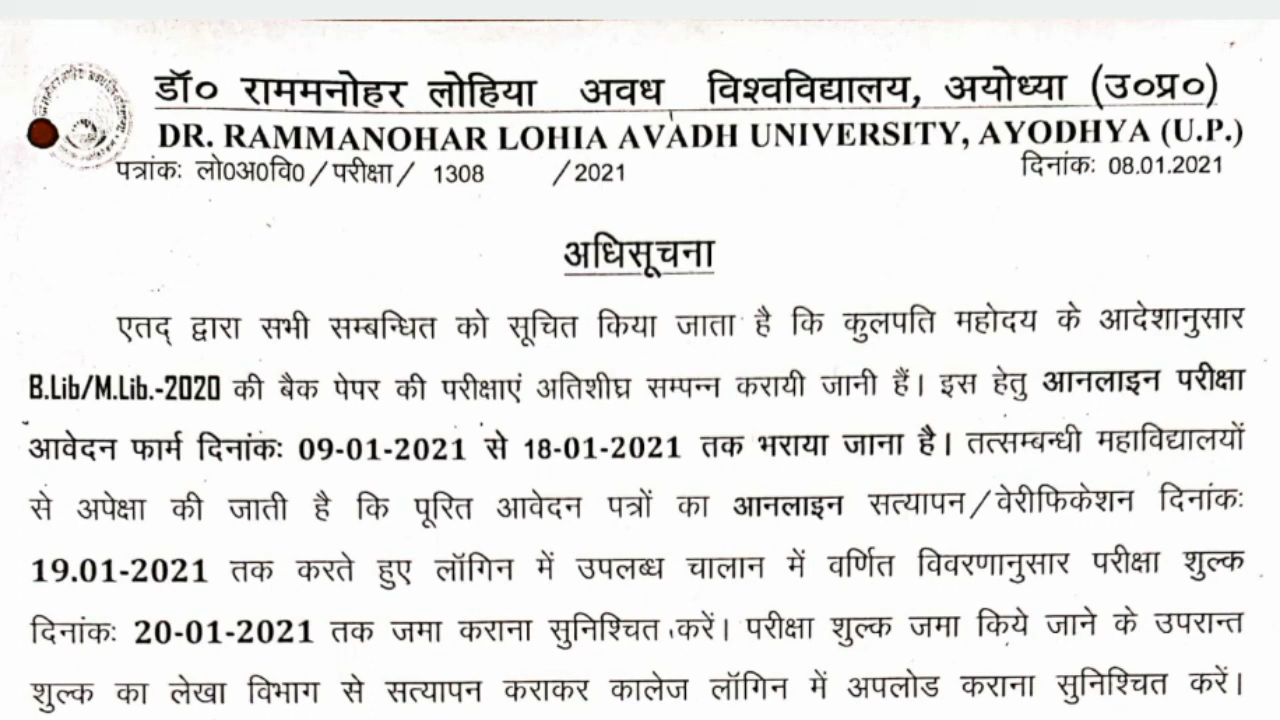 डॉ० राममनोहर लोहिया अवध विश्वविद्यालय, अयोध्या (उ०प्र०)
DR. RAMMANOHAR LOHIA AVADH UNIVERSITY, AYODHYA (U.P.)
पत्रांकः लो0अ0वि0 / परीक्षा / 1308 / 2021 दिनांकः 08.01.2021
अधिसूचना
एतद् द्वारा सभी सम्बन्धित को सूचित किया जाता है कि कुलपति महोदय के आदेशानुसार
B.Lib/M.Lib.-2020 की बैक पेपर की परीक्षाएं अतिशीघ्र सम्पन्न करायी जानी हैं। इस हेतु आनलाइन परीक्षा
आवेदन फार्म दिनांकः 09-01-2021 से 18-01-2021 तक भराया जाना है। तत्सम्बन्धी महाविद्यालयों
से अपेक्षा की जाती है कि पूरित आवेदन पत्रों का आनलाइन सत्यापन/वेरीफिकेशन दिनांकः
19.01-2021 तक करते हुए लॉगिन में उपलब्ध चालान में वर्णित विवरणानुसार परीक्षा शुल्क
दिनांकः 20-01-2021 तक जमा कराना सुनिश्चित करें। परीक्षा शुल्क जमा किये जाने के उपरान्त
शुल्क का लेखा विभाग से सत्यापन कराकर कालेज लॉगिन में अपलोड कराना सुनिश्चित करें।